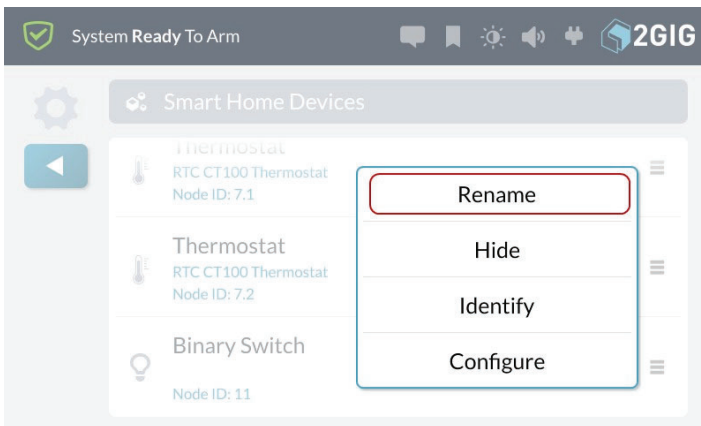 System Ready To Arm
2GIG
Smart Home Devices
Thermostat
RTC CT100 Thermostat
Node ID: 7.1
Rename
Thermostat
Hide
RTC CT100 Thermostat
Node ID: 7.2
Identify
Binary Switch
Configure
Node ID: 11